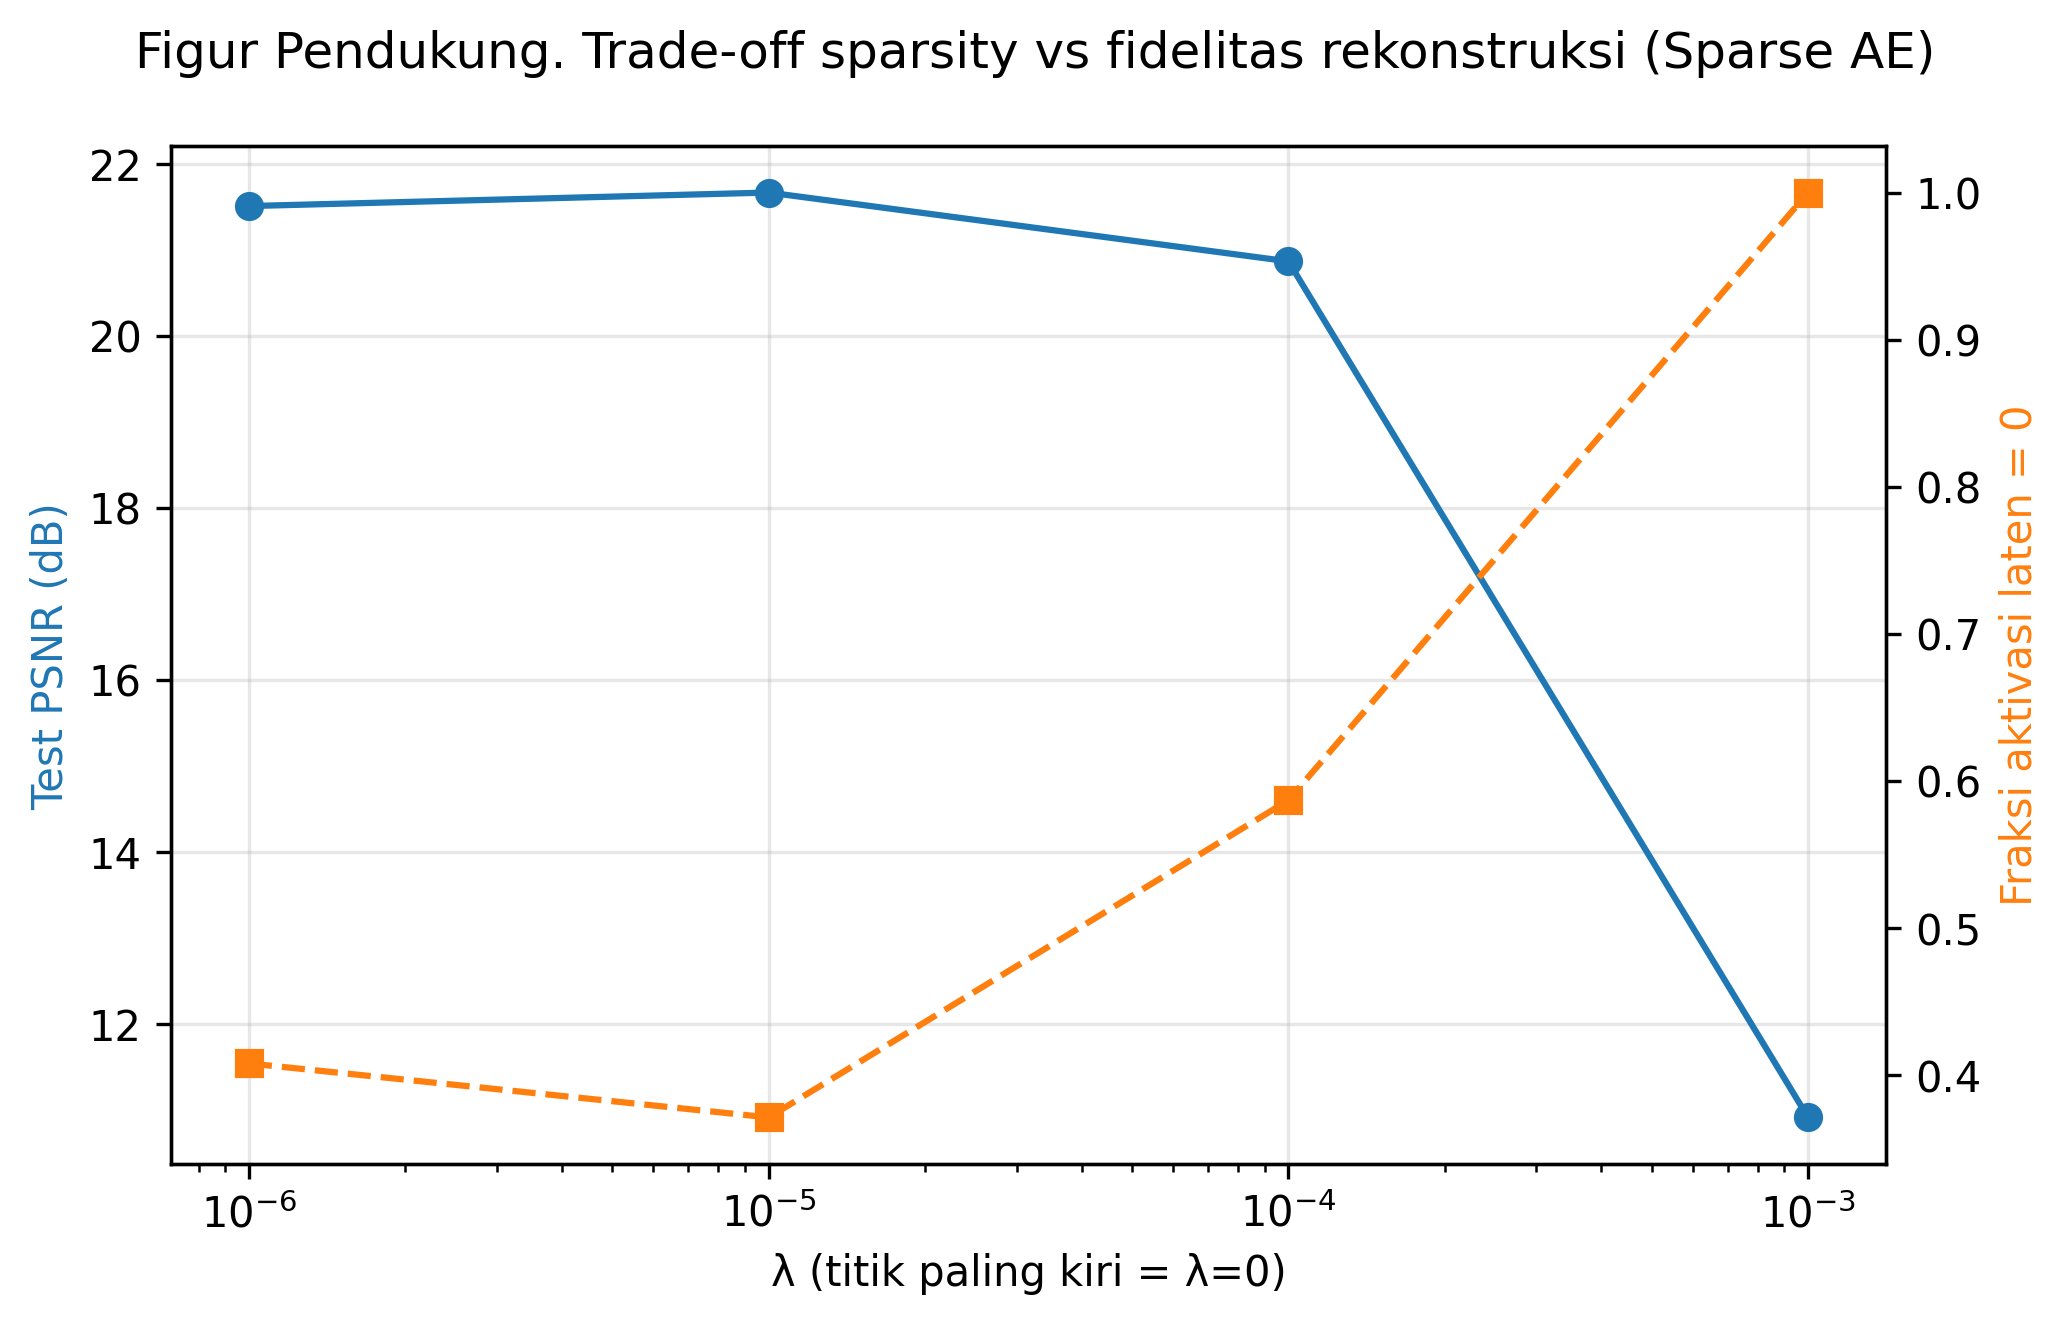 Figur Pendukung. Trade-off sparsity vs fidelitas rekonstruksi (Sparse AE)
Test PSNR (dB)
22
20
18
16
14
12
1.0
0.9
0.8
0.7
0.6
0.5
0.4
Fraksi aktivasi laten = 0
10⁻⁶ 10⁻⁵ 10⁻⁴ 10⁻³
λ (titik paling kiri = λ=0)